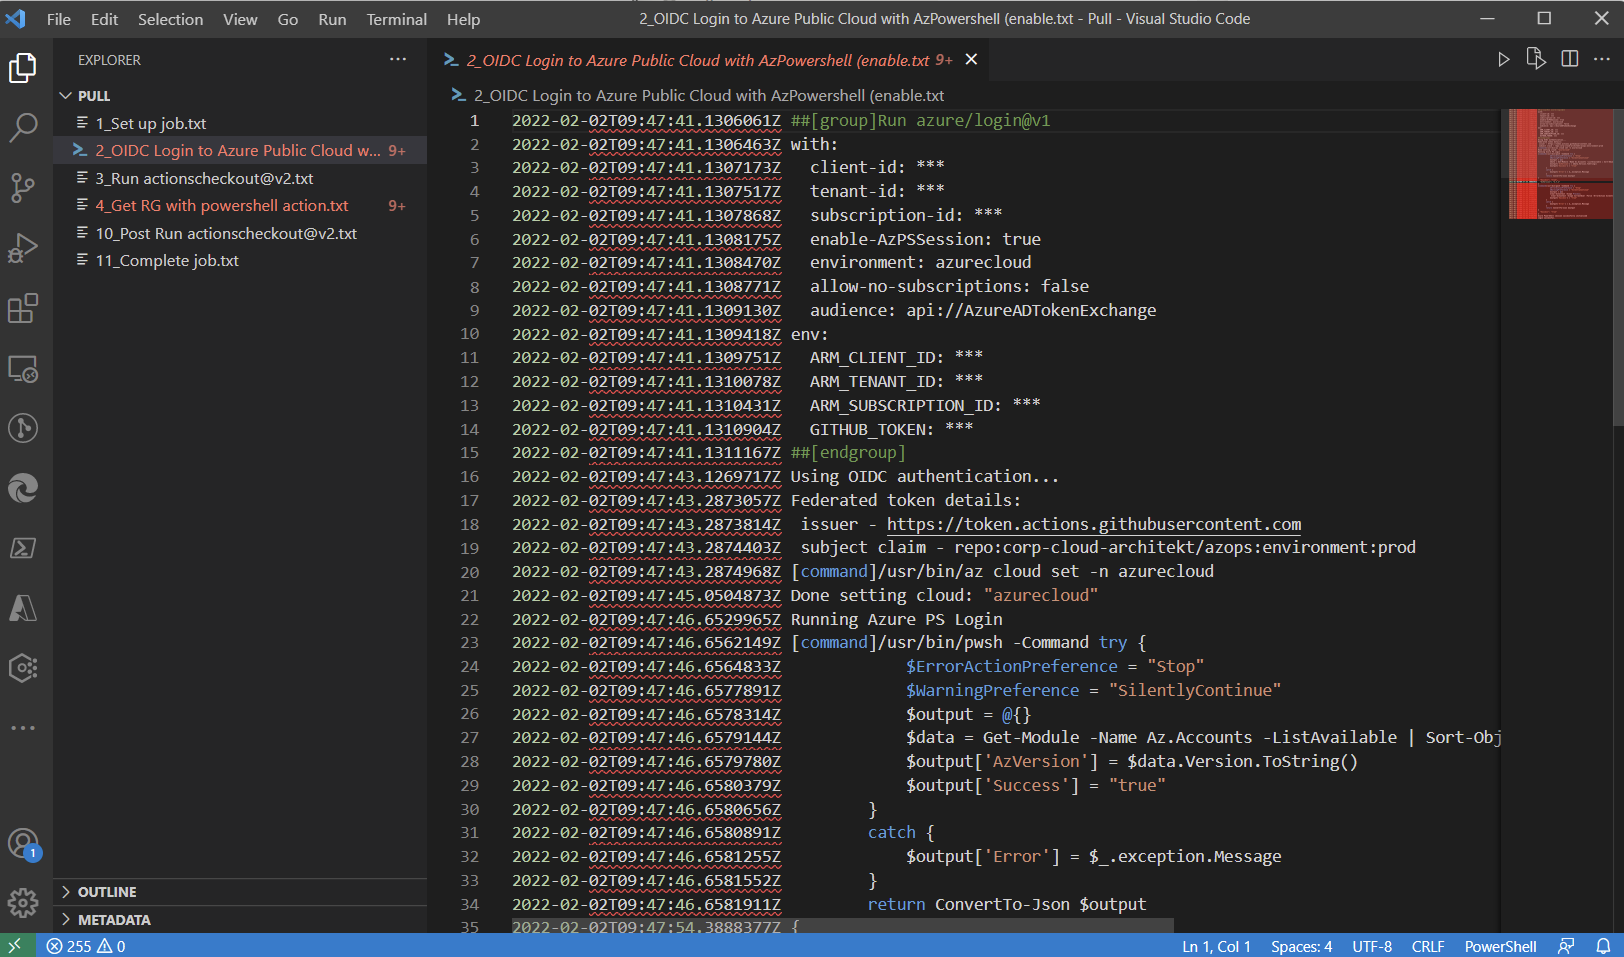 File Edit Selection View Go Run Terminal Help
2_OIDC Login to Azure Public Cloud with AzPowershell (enable.txt - Pull - Visual Studio Code
EXPLORER
PULL
1_Set up job.txt
2_OIDC Login to Azure Public Cloud w... 9+
3_Run actionscheckout@v2.txt
4_Get RG with powershell action.txt 9+
10_Post Run actionscheckout@v2.txt
11_Complete job.txt
OUTLINE
METADATA
2_OIDC Login to Azure Public Cloud with AzPowershell (enable.txt 9+
2_OIDC Login to Azure Public Cloud with AzPowershell (enable.txt
1 2022-02-02T09:47:41.1306061Z ##[group]Run azure/login@v1
2 2022-02-02T09:47:41.1306463Z with:
3 2022-02-02T09:47:41.1307173Z   client-id: ***
4 2022-02-02T09:47:41.1307517Z   tenant-id: ***
5 2022-02-02T09:47:41.1307868Z   subscription-id: ***
6 2022-02-02T09:47:41.1308175Z   enable-AzPSSession: true
7 2022-02-02T09:47:41.1308470Z   environment: azurecloud
8 2022-02-02T09:47:41.1308771Z   allow-no-subscriptions: false
9 2022-02-02T09:47:41.1309130Z   audience: api://AzureADTokenExchange
10 2022-02-02T09:47:41.1309418Z env:
11 2022-02-02T09:47:41.1309751Z   ARM_CLIENT_ID: ***
12 2022-02-02T09:47:41.1310078Z   ARM_TENANT_ID: ***
13 2022-02-02T09:47:41.1310431Z   ARM_SUBSCRIPTION_ID: ***
14 2022-02-02T09:47:41.1310904Z   GITHUB_TOKEN: ***
15 2022-02-02T09:47:41.1311167Z ##[endgroup]
16 2022-02-02T09:47:43.1269717Z Using OIDC authentication...
17 2022-02-02T09:47:43.2873057Z Federated token details:
18 2022-02-02T09:47:43.2873814Z  issuer - https://token.actions.githubusercontent.com
19 2022-02-02T09:47:43.2874403Z  subject claim - repo:corp-cloud-architekt/azops:environment:prod
20 2022-02-02T09:47:43.2874968Z [command]/usr/bin/az cloud set -n azurecloud
21 2022-02-02T09:47:45.0504873Z Done setting cloud: "azurecloud"
22 2022-02-02T09:47:46.6529965Z Running Azure PS Login
23 2022-02-02T09:47:46.6562149Z [command]/usr/bin/pwsh -Command try {
24 2022-02-02T09:47:46.6564833Z             $ErrorActionPreference = "Stop"
25 2022-02-02T09:47:46.6577891Z             $WarningPreference = "SilentlyContinue"
26 2022-02-02T09:47:46.6578314Z             $output = @{}
27 2022-02-02T09:47:46.6579144Z             $data = Get-Module -Name Az.Accounts -ListAvailable | Sort-Obj
28 2022-02-02T09:47:46.6579780Z             $output['AzVersion'] = $data.Version.ToString()
29 2022-02-02T09:47:46.6580379Z             $output['Success'] = "true"
30 2022-02-02T09:47:46.6580656Z         }
31 2022-02-02T09:47:46.6580891Z         catch {
32 2022-02-02T09:47:46.6581255Z             $output['Error'] = $_.exception.Message
33 2022-02-02T09:47:46.6581552Z         }
34 2022-02-02T09:47:46.6581911Z         return ConvertTo-Json $output
35 2022-02-02T09:47:54.3888377Z {
1
255 0
Ln 1, Col 1 Spaces: 4 UTF-8 CRLF PowerShell